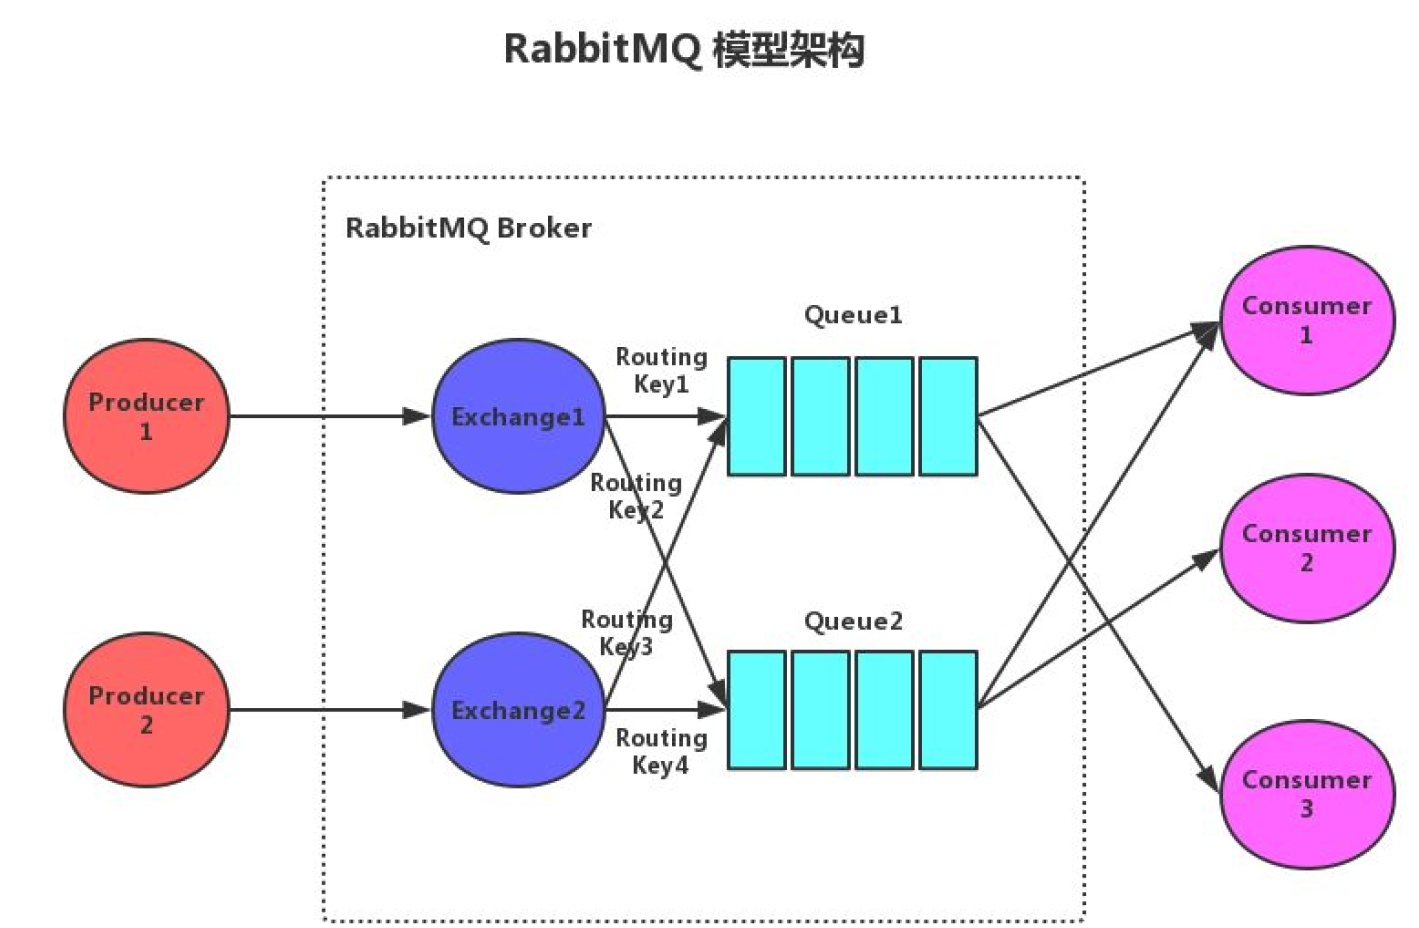 RabbitMQ 模型架构
RabbitMQ Broker
Producer
1
Exchange1
Routing
Key1
Queue1
Consumer
1
Routing
Key2
Consumer
2
Producer
2
Exchange2
Routing
Key3
Queue2
Routing
Key4
Consumer
3